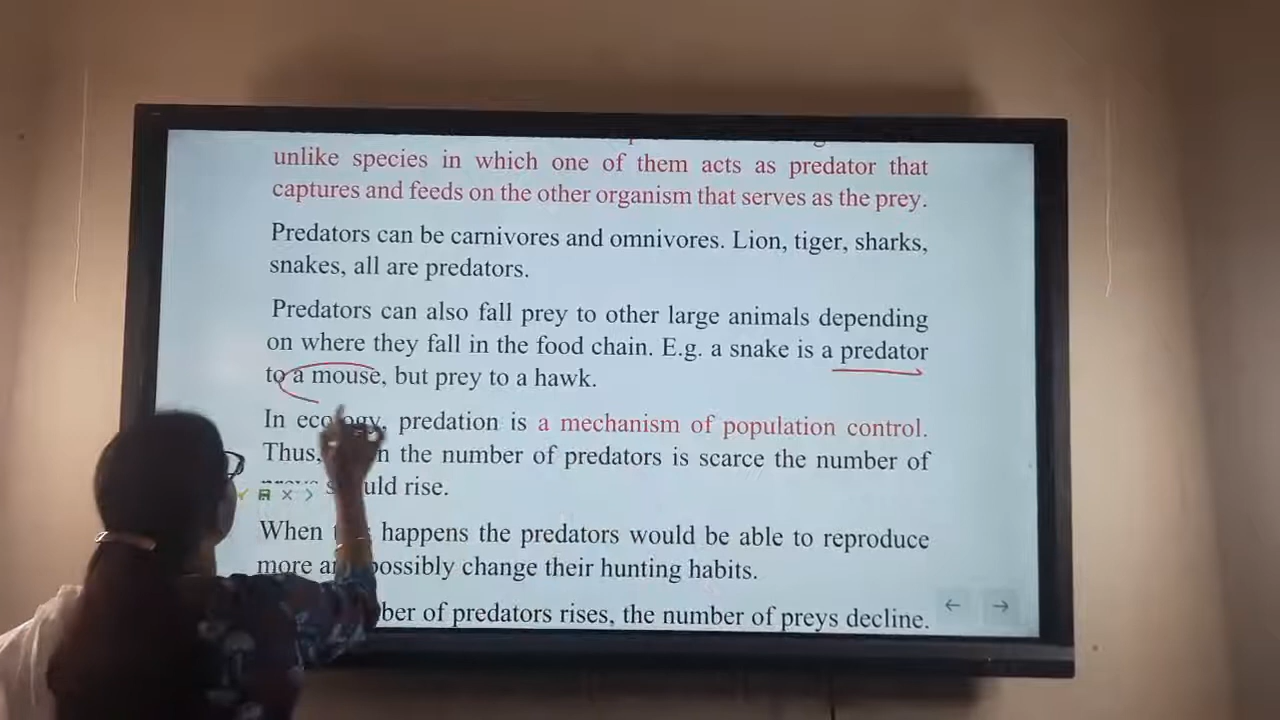 unlike species in which one of them acts as predator that
captures and feeds on the other organism that serves as the prey.
Predators can be carnivores and omnivores. Lion, tiger, sharks,
snakes, all are predators.
Predators can also fall prey to other large animals depending
on where they fall in the food chain. E.g. a snake is a predator
to a mouse, but prey to a hawk.
In ecology, predation is a mechanism of population control.
Thus, the number of predators is scarce the number of
rise.
When happens the predators would be able to reproduce
more possibly change their hunting habits.
of predators rises, the number of preys decline.